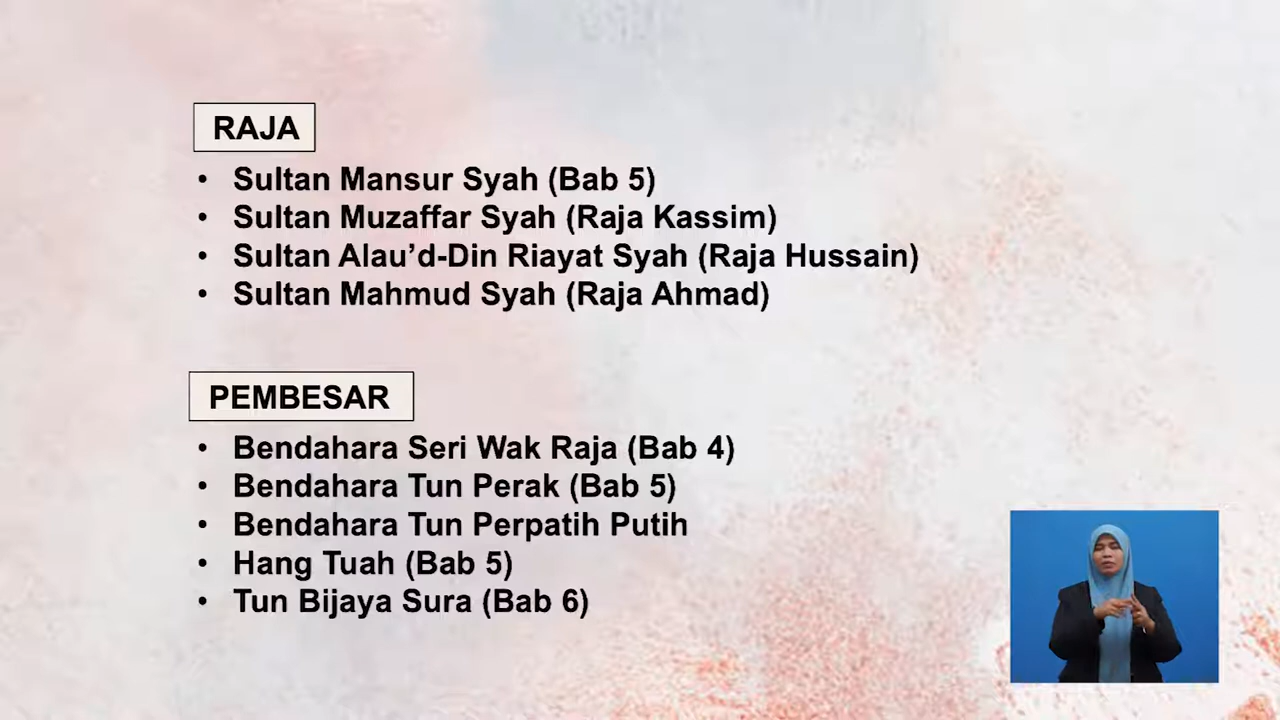 RAJA
• Sultan Mansur Syah (Bab 5)
• Sultan Muzaffar Syah (Raja Kassim)
• Sultan Alau’d-Din Riayat Syah (Raja Hussain)
• Sultan Mahmud Syah (Raja Ahmad)
PEMBESAR
• Bendahara Seri Wak Raja (Bab 4)
• Bendahara Tun Perak (Bab 5)
• Bendahara Tun Perpatih Putih
• Hang Tuah (Bab 5)
• Tun Bijaya Sura (Bab 6)